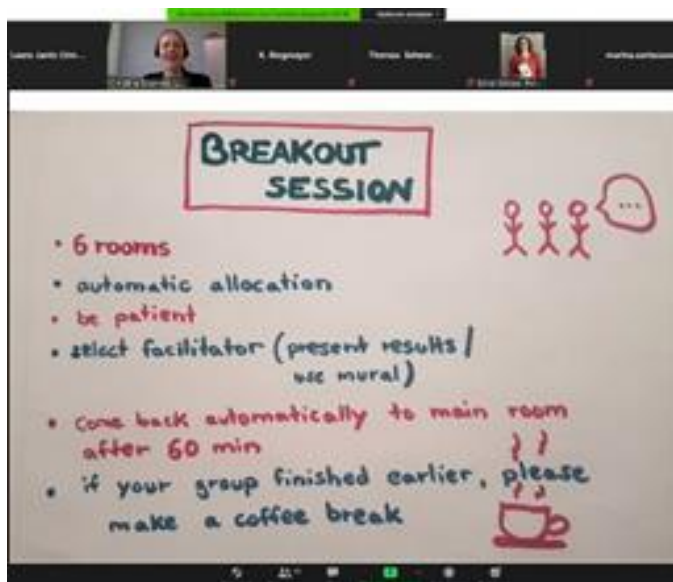 BREAKOUT
SESSION
...
• 6 rooms
• automatic allocation
• be patient
• select facilitator (present results /
use mural)
• come back automatically to main room
after 60 min
• if your group finished earlier, please
make a coffee break